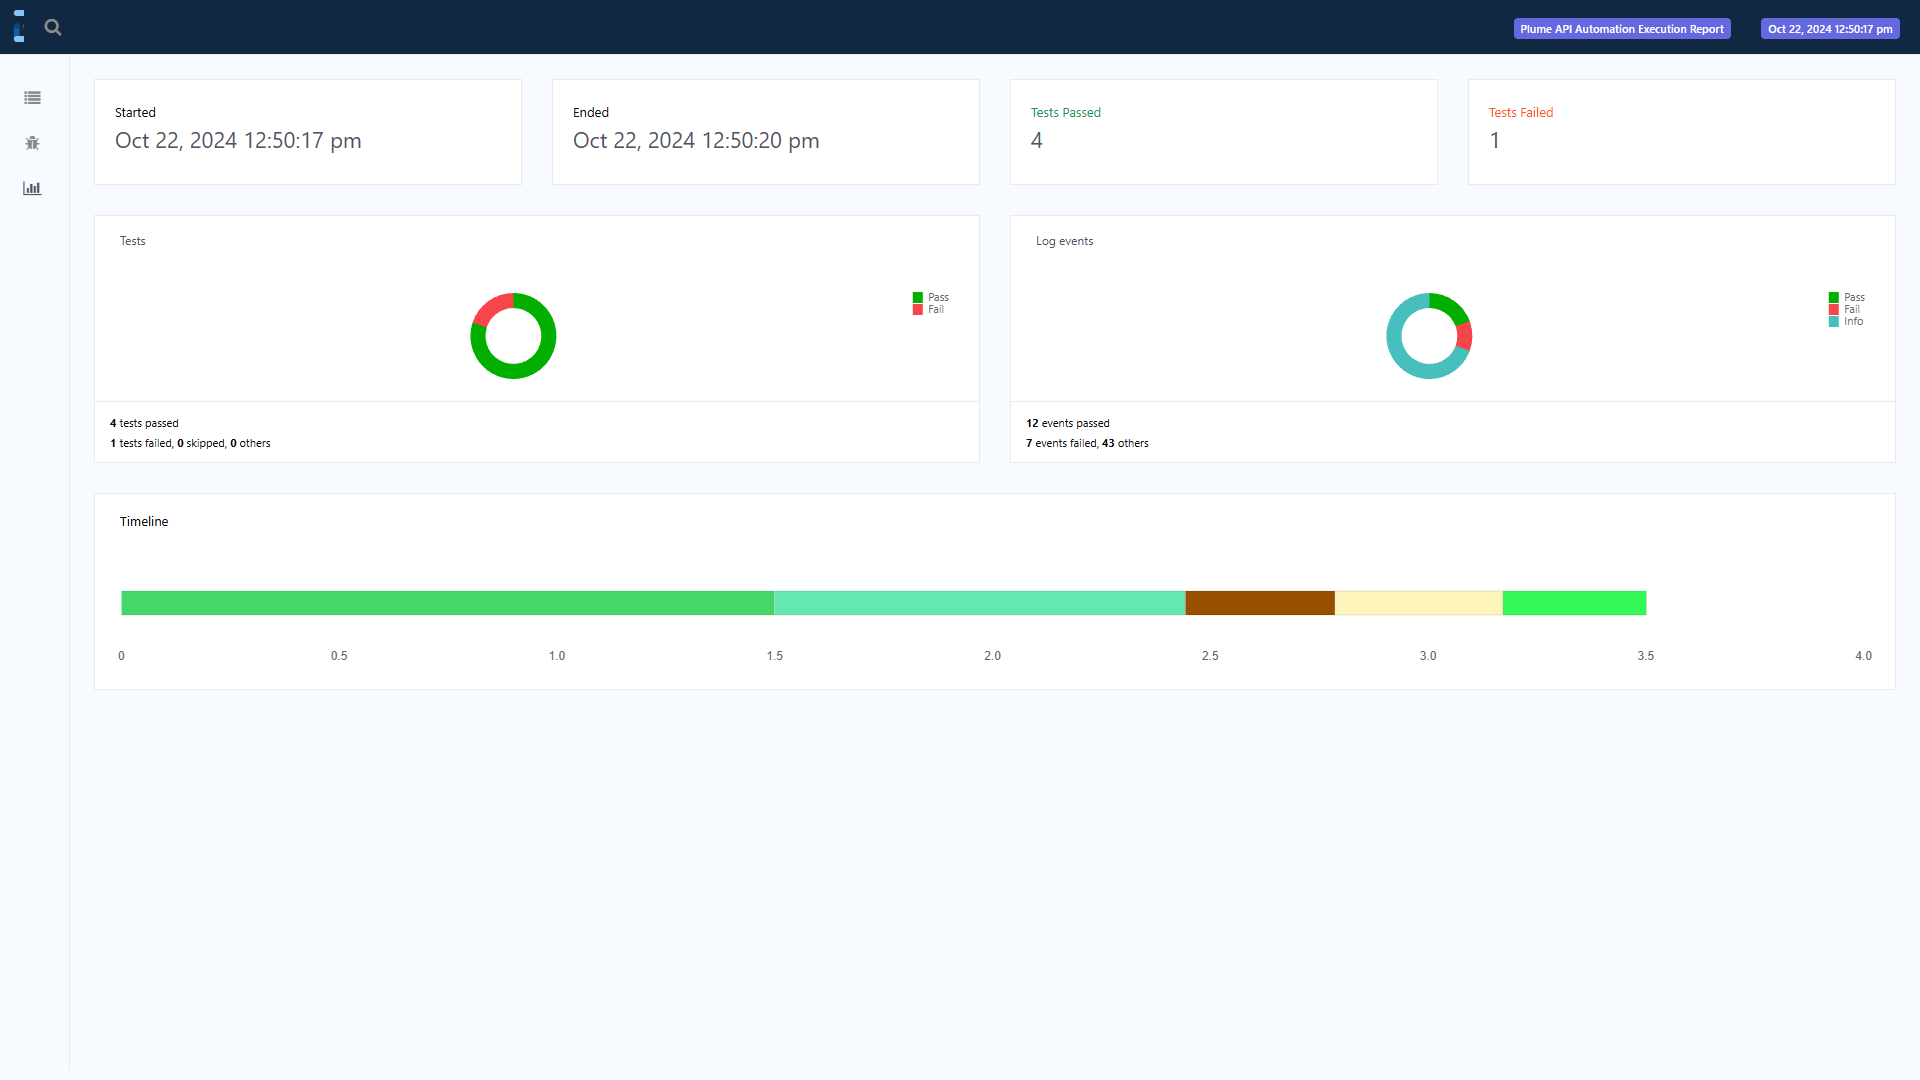 Plume API Automation Execution Report
Oct 22, 2024 12:50:17 pm
Started
Oct 22, 2024 12:50:17 pm
Ended
Oct 22, 2024 12:50:20 pm
Tests Passed
4
Tests Failed
1
Tests
Pass
Fail
4 tests passed
1 tests failed, 0 skipped, 0 others
Log events
Pass
Fail
Info
12 events passed
7 events failed, 43 others
Timeline
0 0.5 1.0 1.5 2.0 2.5 3.0 3.5 4.0